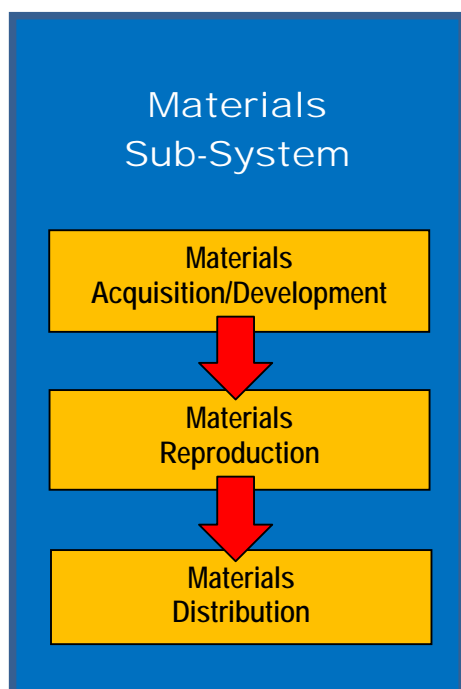 Materials
Sub-System
Materials
Acquisition/Development
Materials
Reproduction
Materials
Distribution